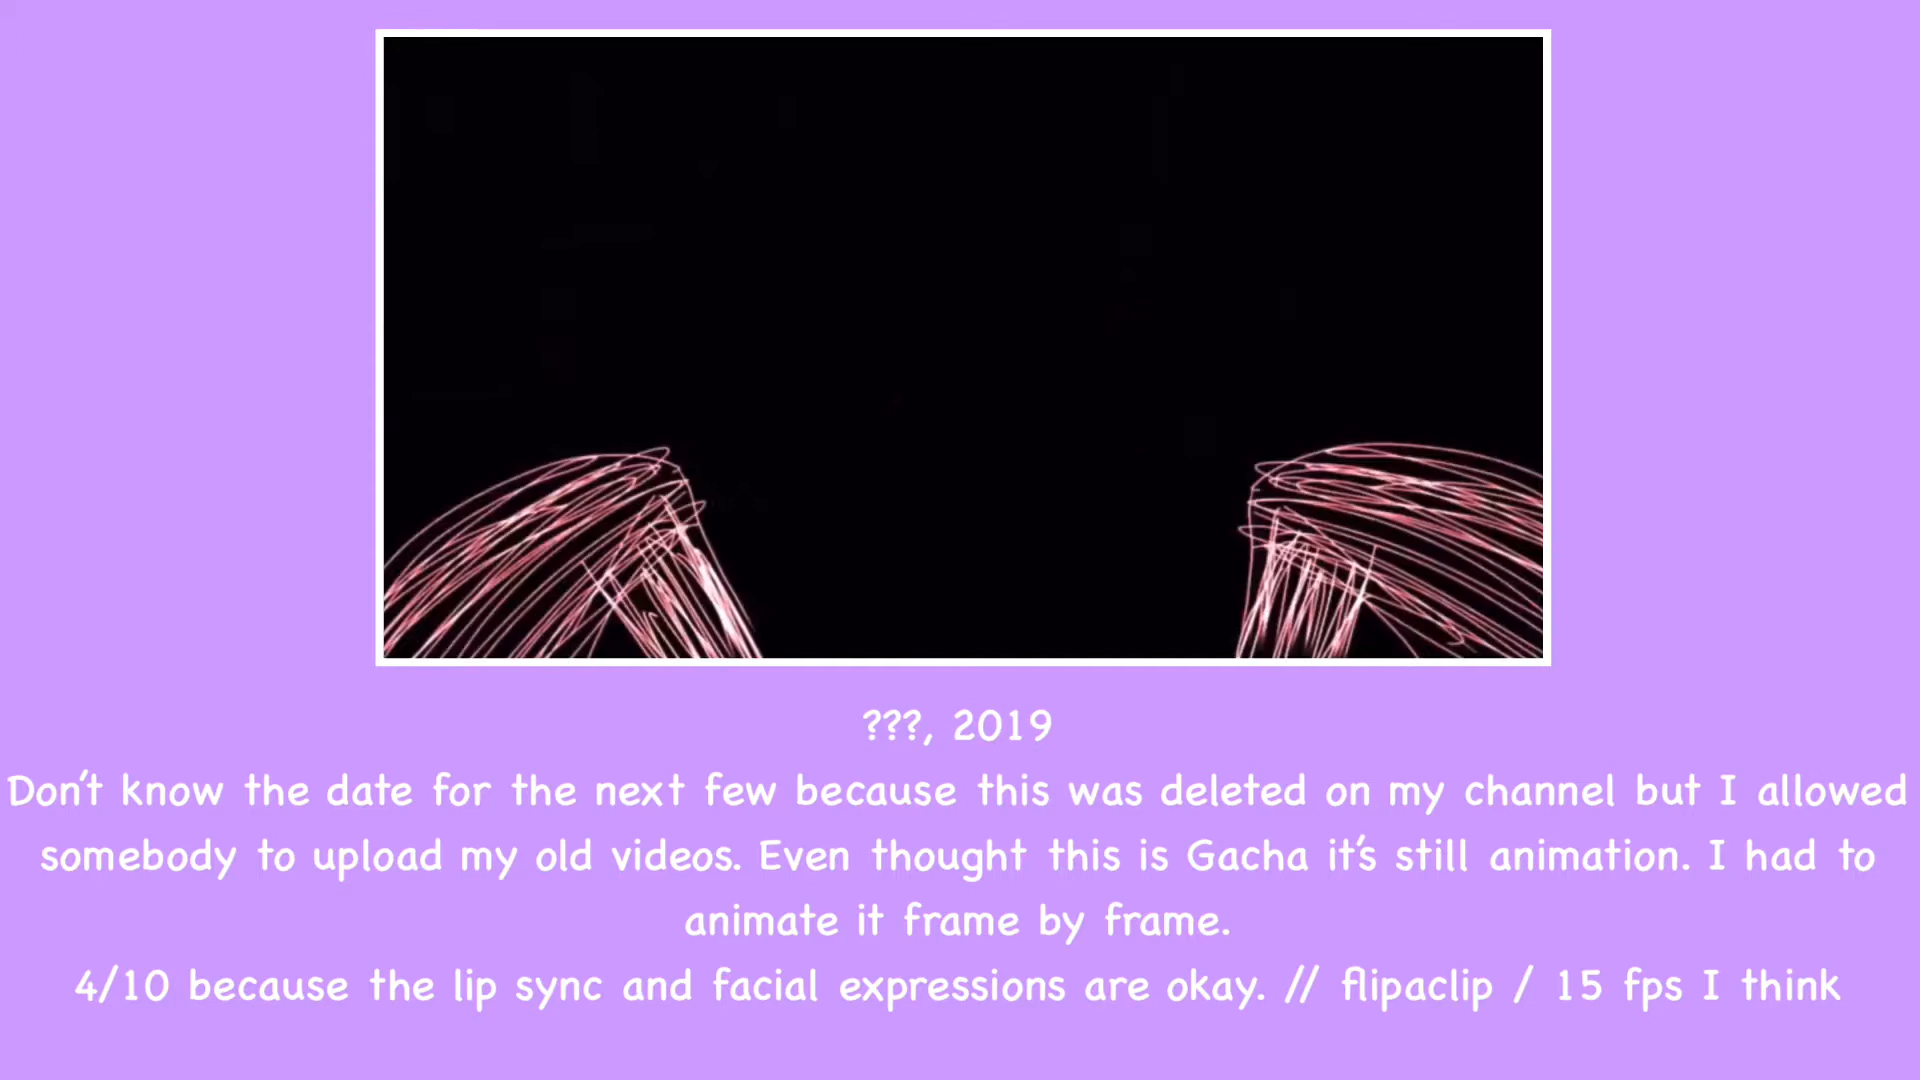 ???, 2019
Don't know the date for the next few because this was deleted on my channel but I allowed
somebody to upload my old videos. Even thought this is Gacha it's still animation. I had to
animate it frame by frame.
4/10 because the lip sync and facial expressions are okay. // flipaclip / 15 fps I think